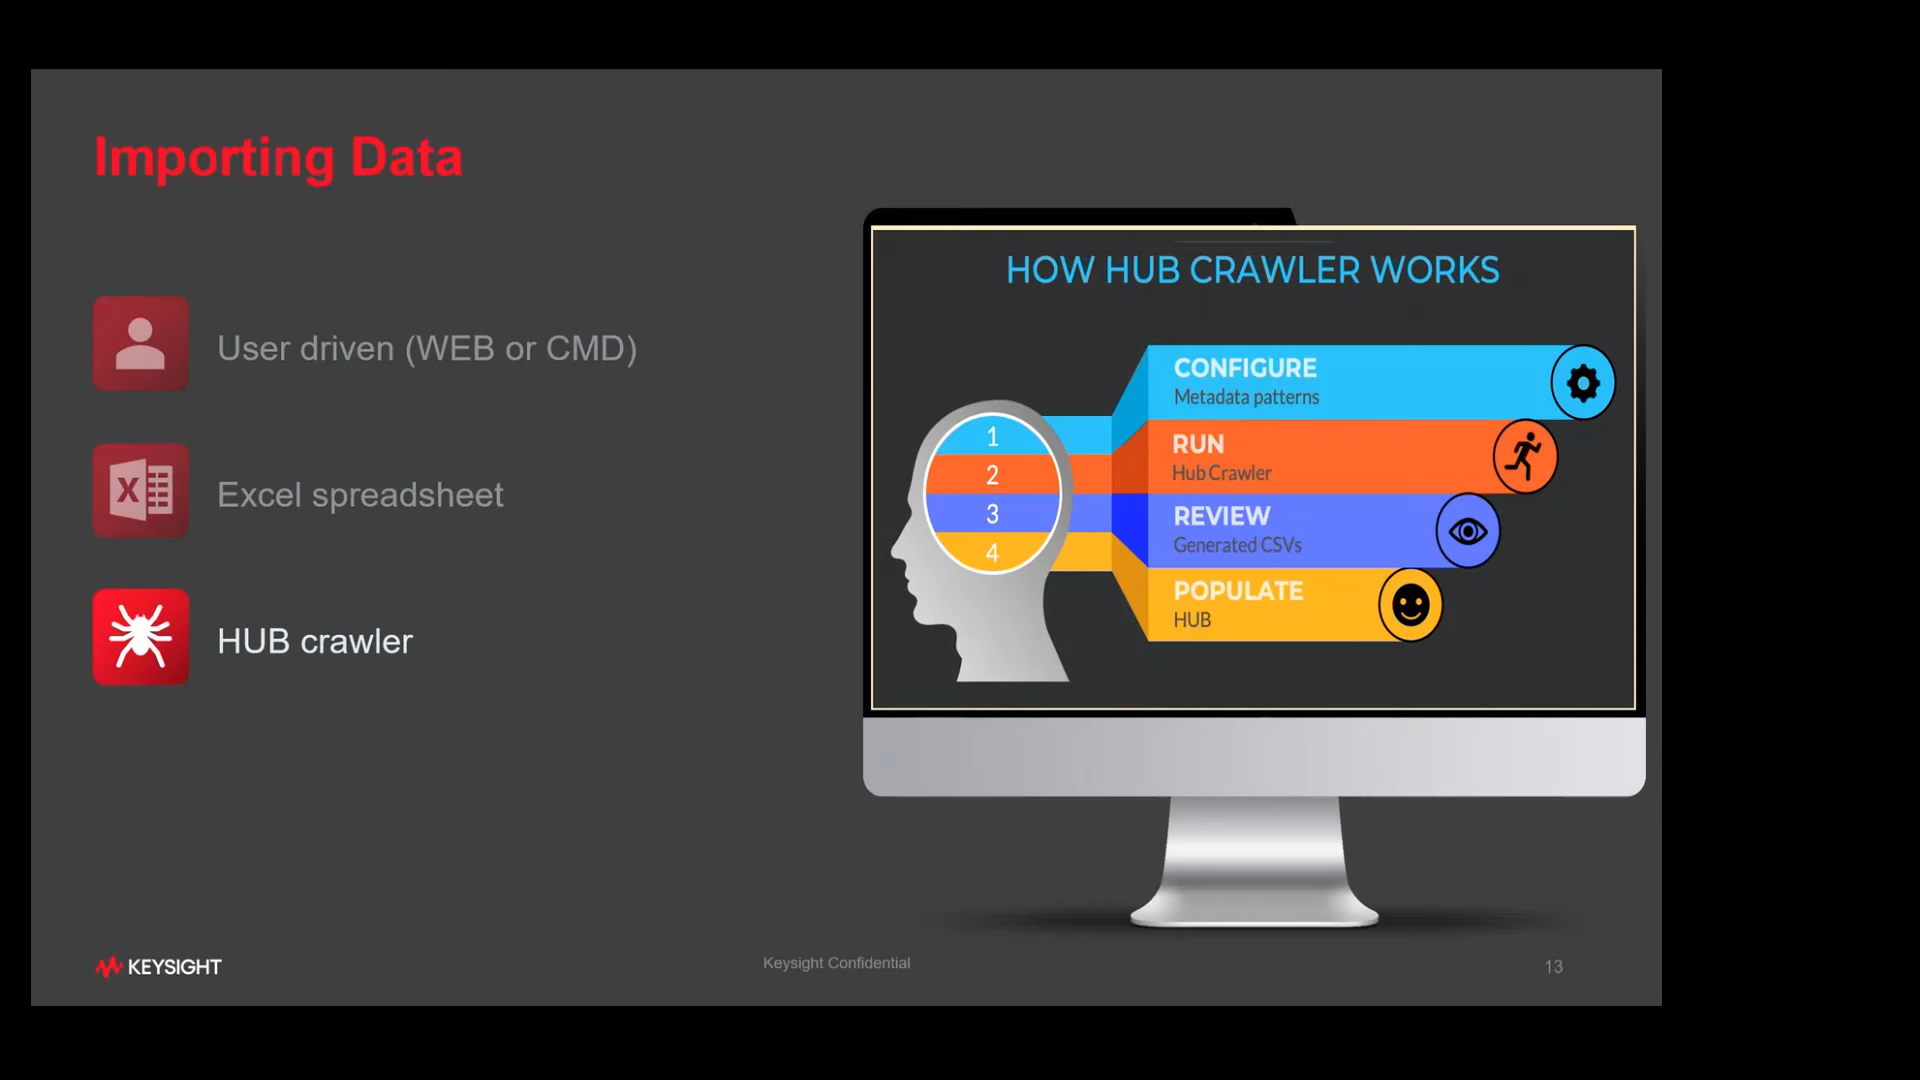 Importing Data
User driven (WEB or CMD)
Excel spreadsheet
HUB crawler
HOW HUB CRAWLER WORKS
1
2
3
4
CONFIGURE
Metadata patterns
RUN
Hub Crawler
REVIEW
Generated CSVs
POPULATE
HUB
KEYSIGHT
Keysight Confidential
13